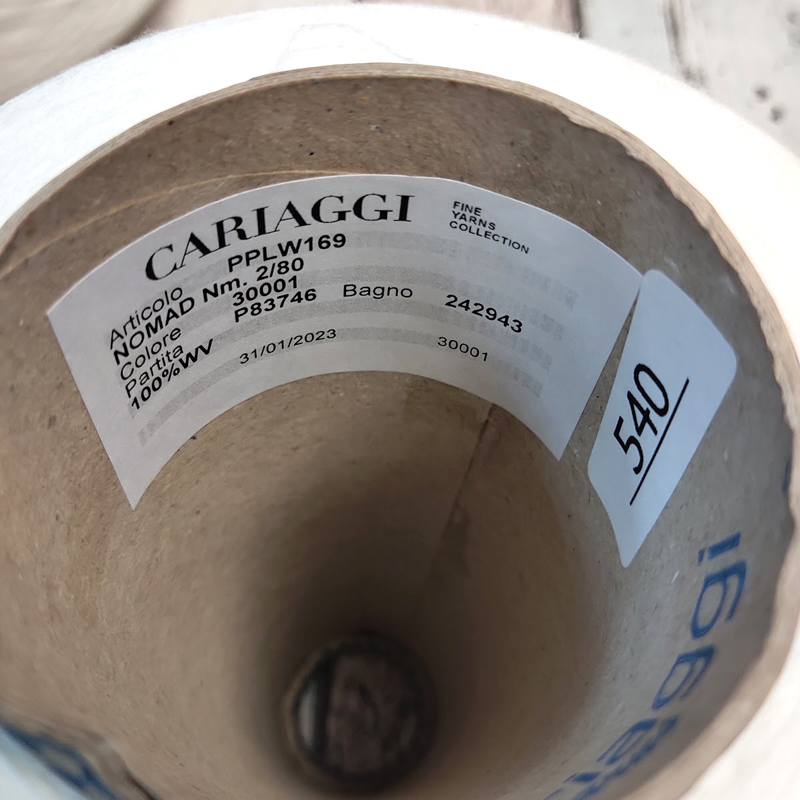 CARIAGGI
FINE
YARNS
COLLECTION
Articolo PPLW169
NOMAD Nm. 2/80
Colore 30001
Partita P83746 Bagno 242943
100%WV 31/01/2023 30001
540